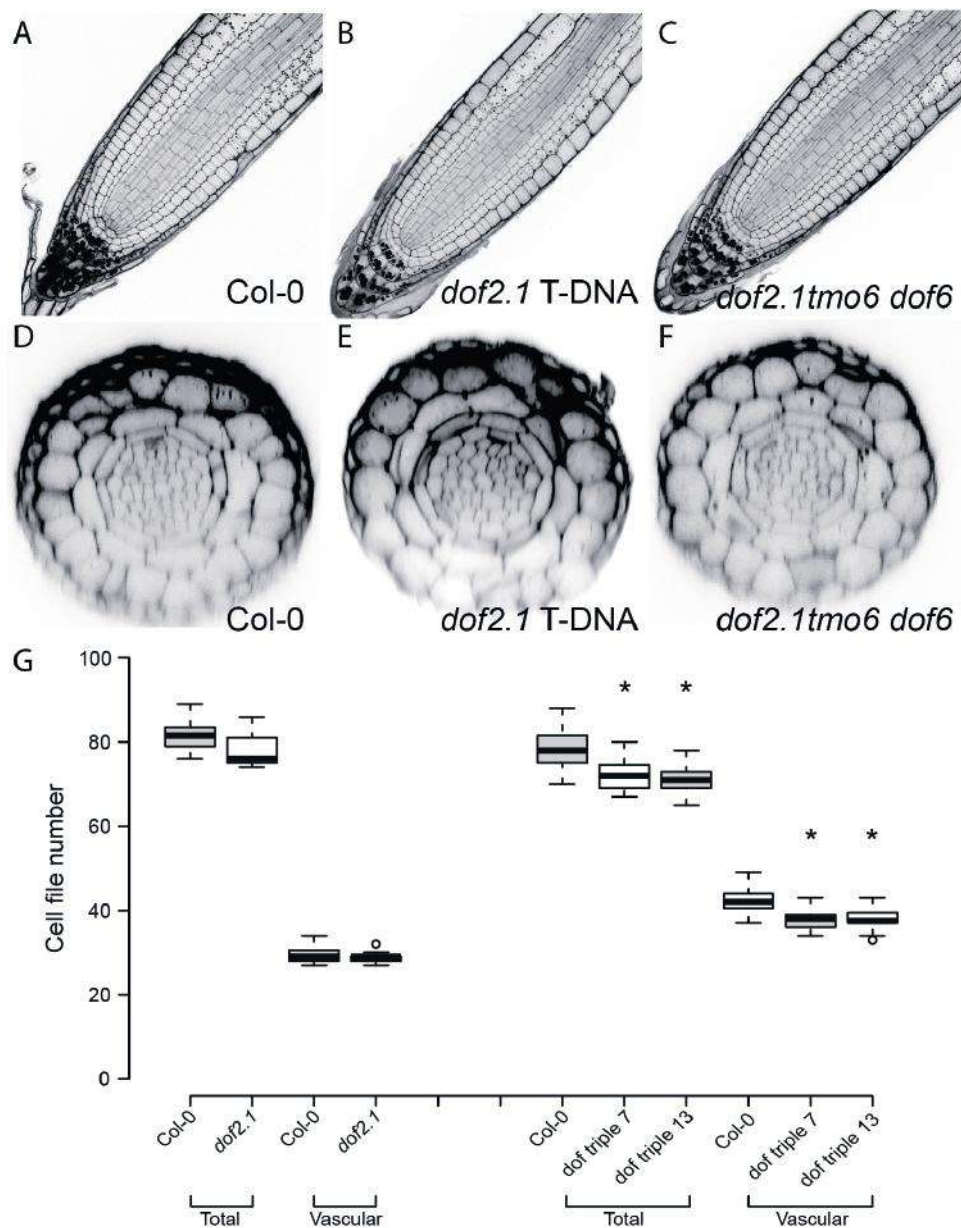 A
B
C
Col-0
dof2.1 T-DNA
dof2.1tmo6 dof6
D
E
F
Col-0
dof2.1 T-DNA
dof2.1tmo6 dof6
G
100
80
60
40
20
0
Cell file number
* *
* *
Col-0
dof2.1
Col-0
dof2.1
Col-0
dof triple 7
dof triple 13
Col-0
dof triple 7
dof triple 13
Total
Vascular
Total
Vascular